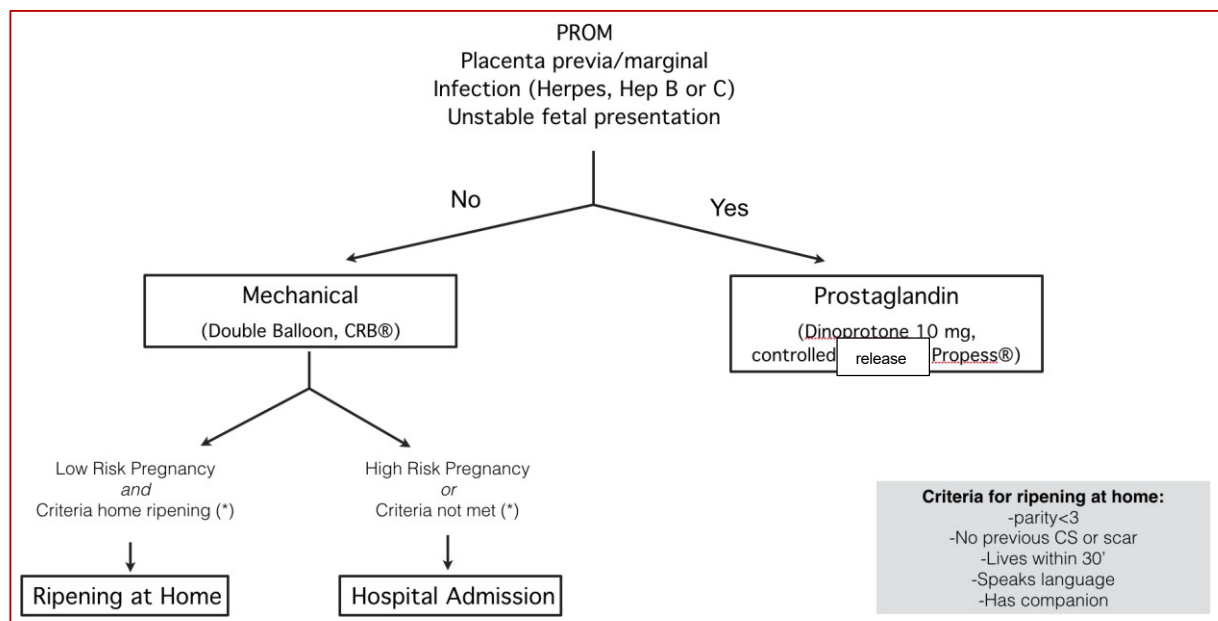 PROM
Placenta previa/marginal
Infection (Herpes, Hep B or C)
Unstable fetal presentation
No
Yes
Mechanical
(Double Balloon, CRB®)
Prostaglandin
(Dinoprotone 10 mg,
controlled release Propess®)
Low Risk Pregnancy
and
Criteria home ripening (*)
High Risk Pregnancy
or
Criteria not met (*)
Ripening at Home
Hospital Admission
Criteria for ripening at home:
-parity<3
-No previous CS or scar
-Lives within 30'
-Speaks language
-Has companion